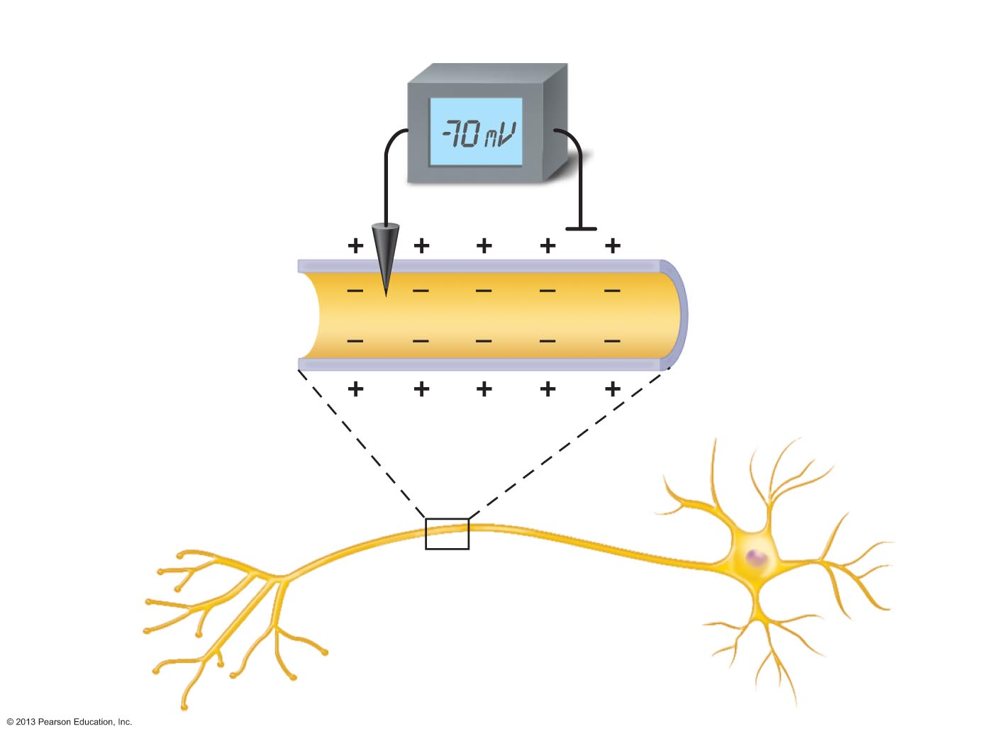 -70 mV
+ + + + +
– – – – –
– – – – –
+ + + + +
© 2013 Pearson Education, Inc.